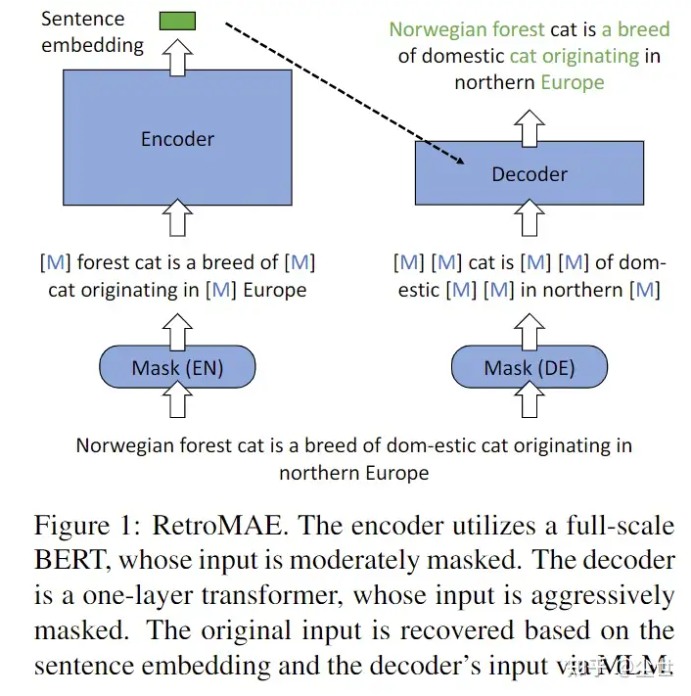 Sentence
embedding
Norwegian forest cat is a breed
of domestic cat originating in
northern Europe
Encoder
Decoder
[M] forest cat is a breed of [M]
cat originating in [M] Europe
[M] [M] cat is [M] [M] of dom-
estic [M] [M] in northern [M]
Mask (EN)
Mask (DE)
Norwegian forest cat is a breed of dom-estic cat originating in
northern Europe
Figure 1: RetroMAE. The encoder utilizes a full-scale
BERT, whose input is moderately masked. The decoder
is a one-layer transformer, whose input is aggressively
masked. The original input is recovered based on the
sentence embedding and the decoder's input via MLM.
知乎 @尘世